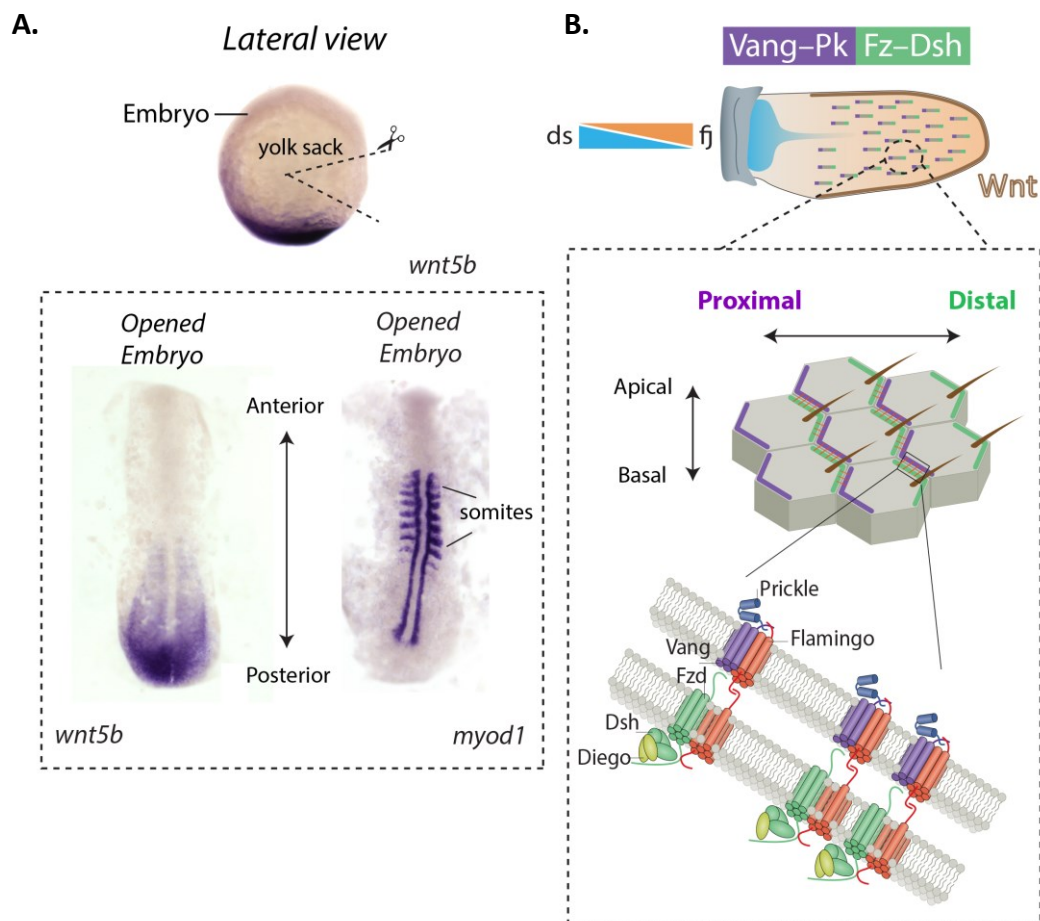 A.
Lateral view
Embryo
yolk sack
wnt5b
Opened
Embryo
Opened
Embryo
Anterior
somites
Posterior
wnt5b
myod1
B.
Vang–Pk Fz–Dsh
ds
fj
Wnt
Proximal
Distal
Apical
Basal
Prickle
Vang
Flamingo
Fzd
Dsh
Diego